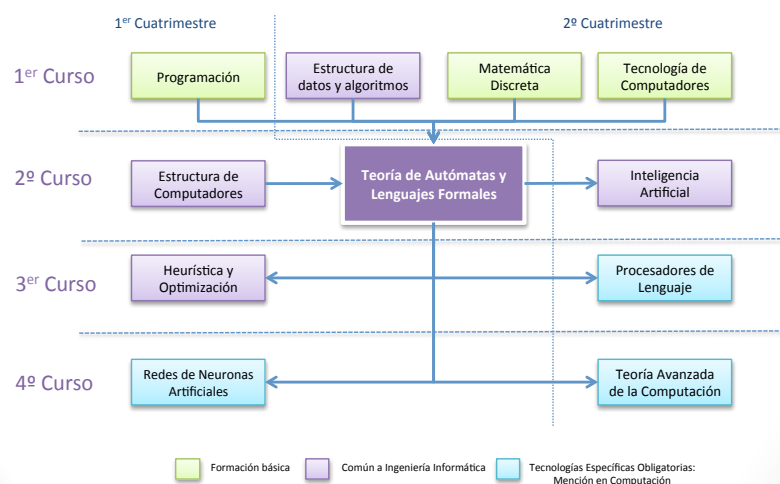 1er Cuatrimestre
2º Cuatrimestre
1er Curso
Programación
Estructura de
datos y algoritmos
Matemática
Discreta
Tecnología de
Computadores
2º Curso
Estructura de
Computadores
Teoría de Autómatas y
Lenguajes Formales
Inteligencia
Artificial
3er Curso
Heurística y
Optimización
Procesadores de
Lenguaje
4º Curso
Redes de Neuronas
Artificiales
Teoría Avanzada
de la Computación
Formación básica
Común a Ingeniería Informática
Tecnologías Específicas Obligatorias:
Mención en Computación